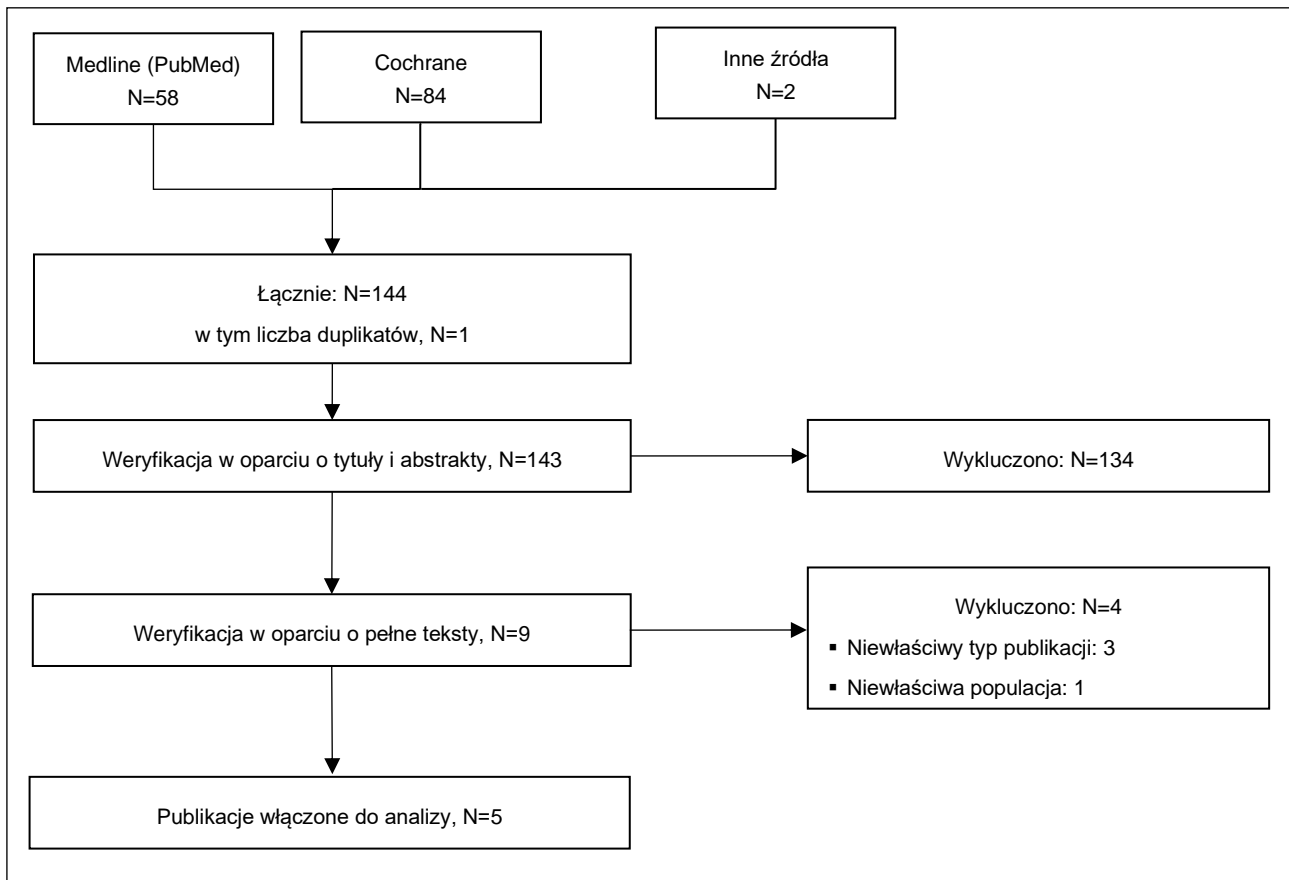 Medline (PubMed)
N=58
Cochrane
N=84
Inne źródła
N=2
Łącznie: N=144
w tym liczba duplikatów, N=1
Weryfikacja w oparciu o tytuły i abstrakty, N=143
Wykluczono: N=134
Weryfikacja w oparciu o pełne teksty, N=9
Wykluczono: N=4
▪ Niewłaściwy typ publikacji: 3
▪ Niewłaściwa populacja: 1
Publikacje włączone do analizy, N=5